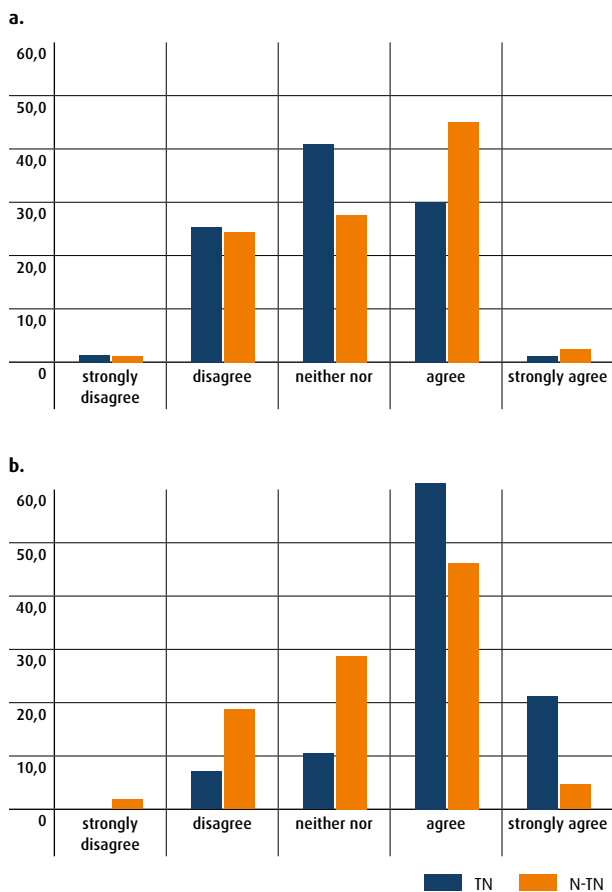 a.
60,0
50,0
40,0
30,0
20,0
10,0
0
strongly disagree neither nor agree strongly agree
disagree
b.
60,0
50,0
40,0
30,0
20,0
10,0
0
strongly disagree neither nor agree strongly agree
disagree
TN N-TN